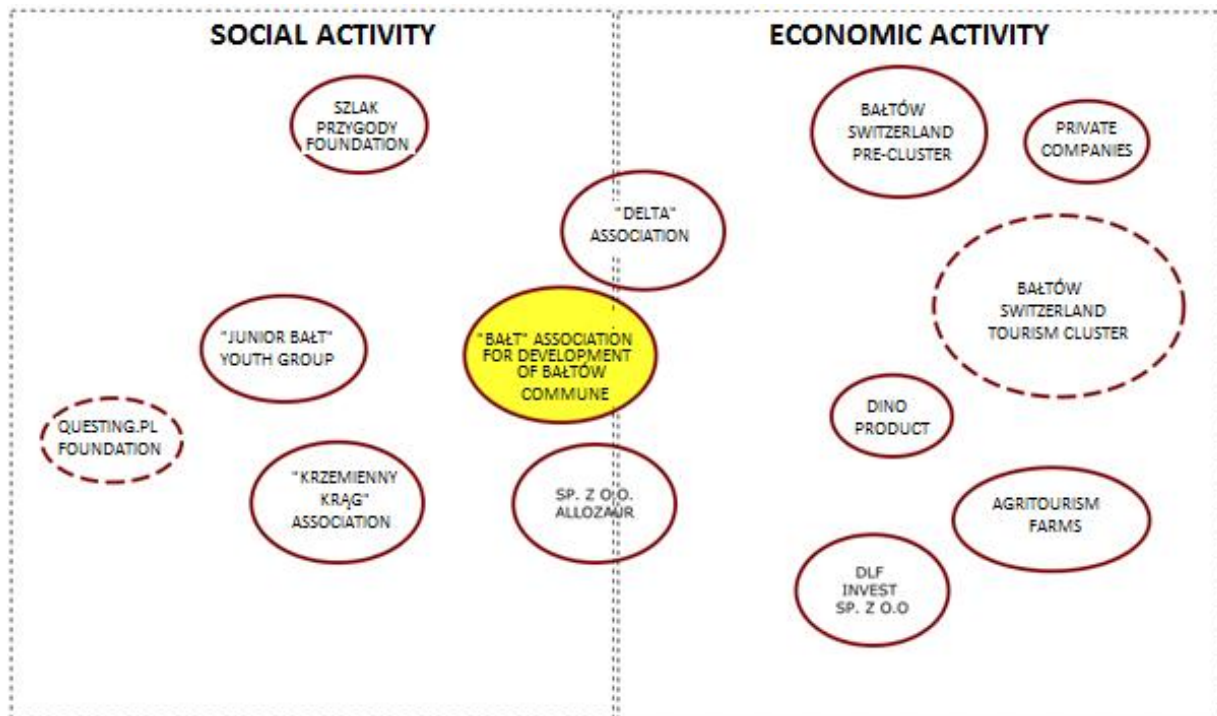 SOCIAL ACTIVITY
ECONOMIC ACTIVITY
SZLAK
PRZYGODY
FOUNDATION
BAŁTÓW
SWITZERLAND
PRE-CLUSTER
PRIVATE
COMPANIES
"DELTA"
ASSOCIATION
BAŁTÓW
SWITZERLAND
TOURISM CLUSTER
"JUNIOR BAŁT"
YOUTH GROUP
"BAŁT" ASSOCIATION
FOR DEVELOPMENT
OF BAŁTÓW
COMMUNE
DINO
PRODUCT
QUESTING.PL
FOUNDATION
"KRZEMIENNY
KRĄG"
ASSOCIATION
SP. Z O.O.
ALLOZAUR
AGRITOURISM
FARMS
DLF
INVEST
SP. Z O.O